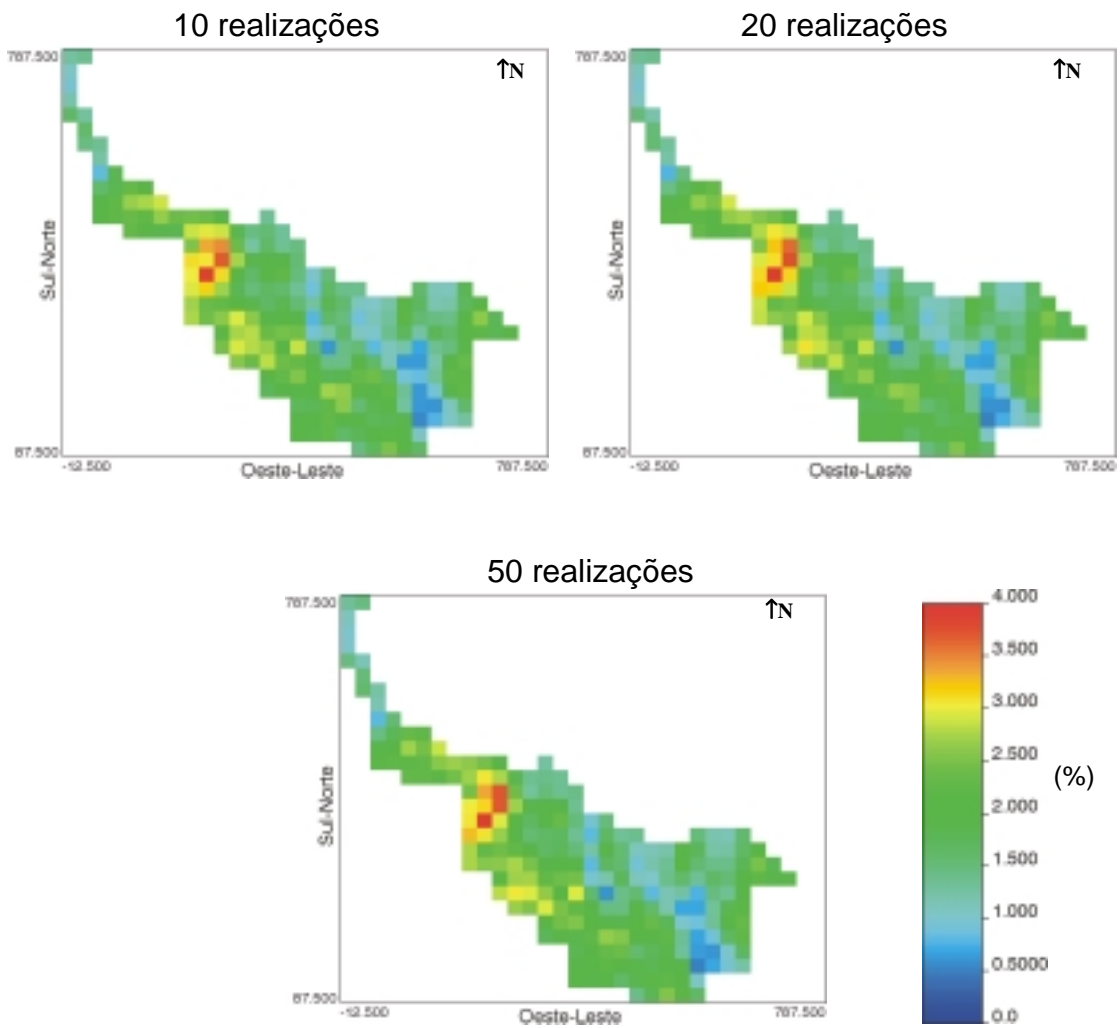 10 realizações
20 realizações
787.500
↑N
787.500
↑N
Sul-Norte
Sul-Norte
87.500
-12.500
Oeste-Leste
787.500
87.500
-12.500
Oeste-Leste
787.500
50 realizações
787.500
↑N
4.000
3.500
3.000
2.500
(%)
2.000
1.500
1.000
0.5000
0.0
Sul-Norte
87.500
-12.500
Oeste-Leste
787.500